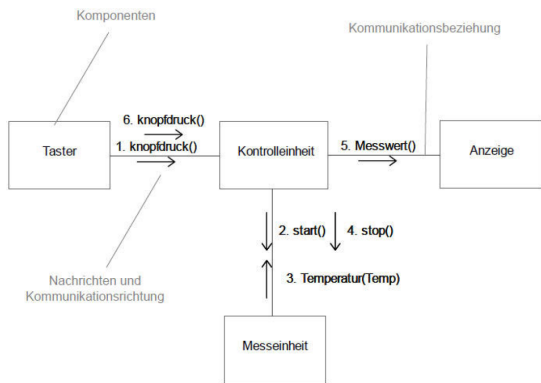 Komponenten
Kommunikationsbeziehung
6. knopfdruck()
1. knopfdruck()
Taster
Kontrolleinheit
5. Messwert()
Anzeige
2. start()
4. stop()
3. Temperatur(Temp)
Nachrichten und
Kommunikationsrichtung
Messeinheit